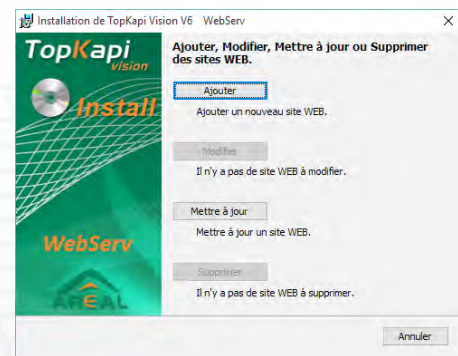 Installation de TopKapi Vision V6 WebServ
TopKapi
vision
Install
WebServ
AREAL
Ajouter, Modifier, Mettre à jour ou Supprimer
des sites WEB.
Ajouter
Ajouter un nouveau site WEB.
Modifier
Il n'y a pas de site WEB à modifier.
Mettre à jour
Mettre à jour un site WEB.
Supprimer
Il n'y a pas de site WEB à supprimer.
Annuler